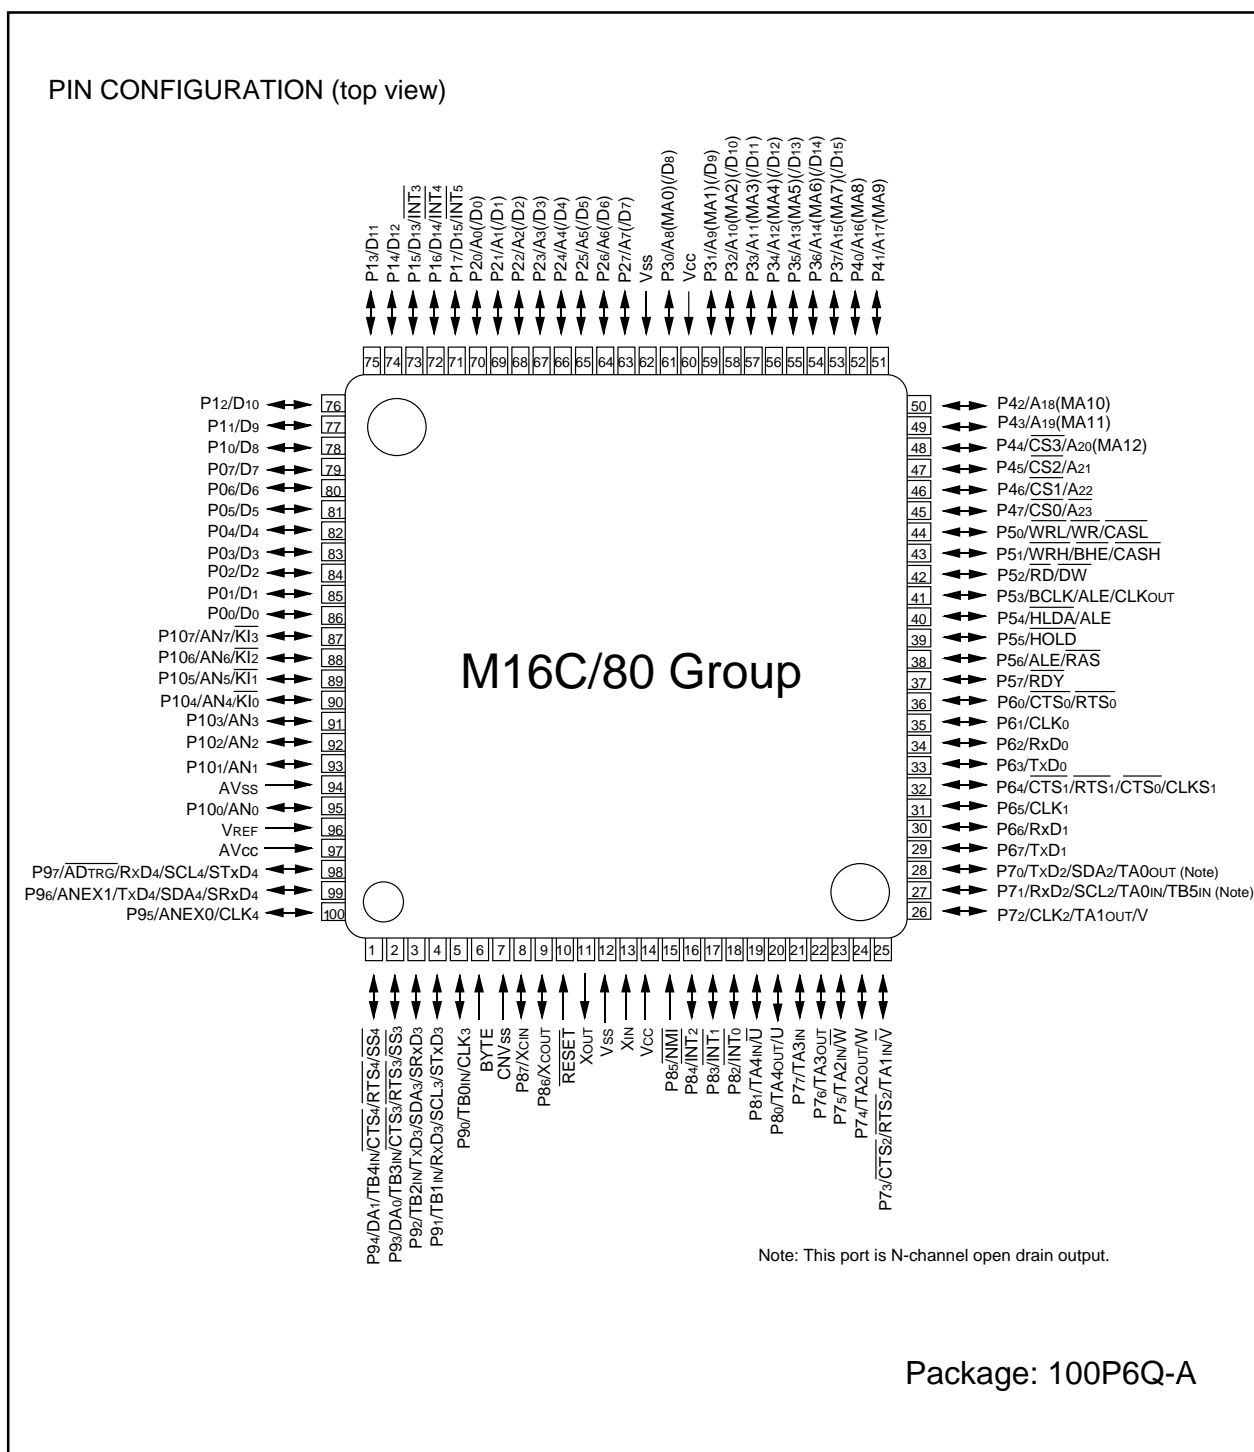 PIN CONFIGURATION (top view)
P13/D11
P14/D12
P15/D13/INT3
P16/D14/INT4
P17/D15/INT5
P20/A0(/D0)
P21/A1(/D1)
P22/A2(/D2)
P23/A3(/D3)
P24/A4(/D4)
P25/A5(/D5)
P26/A6(/D6)
P27/A7(/D7)
Vss
P30/A8(MA0)(/D8)
Vcc
P31/A9(MA1)(/D9)
P32/A10(MA2)(/D10)
P33/A11(MA3)(/D11)
P34/A12(MA4)(/D12)
P35/A13(MA5)(/D13)
P36/A14(MA6)(/D14)
P37/A15(MA7)(/D15)
P40/A16(MA8)
P41/A17(MA9)
75 74 73 72 71 70 69 68 67 66 65 64 63 62 61 60 59 58 57 56 55 54 53 52 51
P12/D10 76
P11/D9 77
P10/D8 78
P07/D7 79
P06/D6 80
P05/D5 81
P04/D4 82
P03/D3 83
P02/D2 84
P01/D1 85
P00/D0 86
P107/AN7/KI3 87
P106/AN6/KI2 88
P105/AN5/KI1 89
P104/AN4/KI0 90
P103/AN3 91
P102/AN2 92
P101/AN1 93
AVSS 94
P100/AN0 95
VREF 96
AVCC 97
P97/ADTRG/RxD4/SCL4/STxD4 98
P96/ANEX1/TxD4/SDA4/SRxD4 99
P95/ANEX0/CLK4 100
M16C/80 Group
50 P42/A18(MA10)
49 P43/A19(MA11)
48 P44/CS3/A20(MA12)
47 P45/CS2/A21
46 P46/CS1/A22
45 P47/CS0/A23
44 P50/WRL/WR/CASL
43 P51/WRH/BHE/CASH
42 P52/RD/DW
41 P53/BCLK/ALE/CLKOUT
40 P54/HLDA/ALE
39 P55/HOLD
38 P56/ALE/RAS
37 P57/RDY
36 P60/CTS0/RTS0
35 P61/CLK0
34 P62/RxD0
33 P63/TxD0
32 P64/CTS1/RTS1/CTS0/CLKS1
31 P65/CLK1
30 P66/RxD1
29 P67/TxD1
28 P70/TxD2/SDA2/TA0OUT (Note)
27 P71/RxD2/SCL2/TA0IN/TB5IN (Note)
26 P72/CLK2/TA1OUT/V
1 2 3 4 5 6 7 8 9 10 11 12 13 14 15 16 17 18 19 20 21 22 23 24 25
P94/DA1/TB4IN/CTS4/RTS4/SS4
P93/DA0/TB3IN/CTS3/RTS3/SS3
P92/TB2IN/TxD3/SDA3/SRxD3
P91/TB1IN/RxD3/SCL3/STxD3
P90/TB0IN/CLK3
BYTE
CNVSS
P87/XCIN
P86/XCOUT
RESET
XOUT
VSS
XIN
VCC
P85/NMI
P84/INT2
P83/INT1
P82/INT0
P81/TA4IN/U
P80/TA4OUT/U
P77/TA3IN
P76/TA3OUT
P75/TA2IN/W
P74/TA2OUT/W
P73/CTS2/RTS2/TA1IN/V
Note: This port is N-channel open drain output.
Package: 100P6Q-A